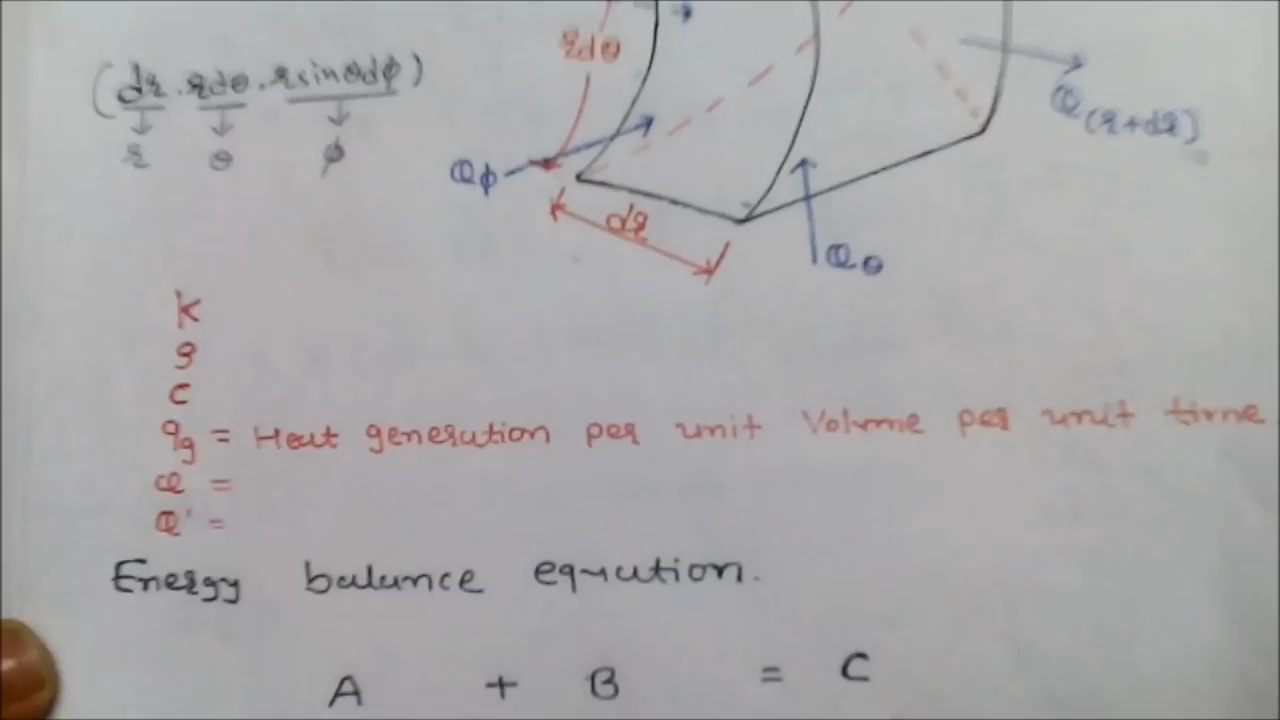 rdθ
(dr.rdθ.rsinθdφ)
r θ φ
Q(r+dr)
Qφ
dr
Qθ
K
ρ
C
qg = Heat generation per unit Volume per unit time
Q =
Q' =
Energy balance equation.
A + B = C